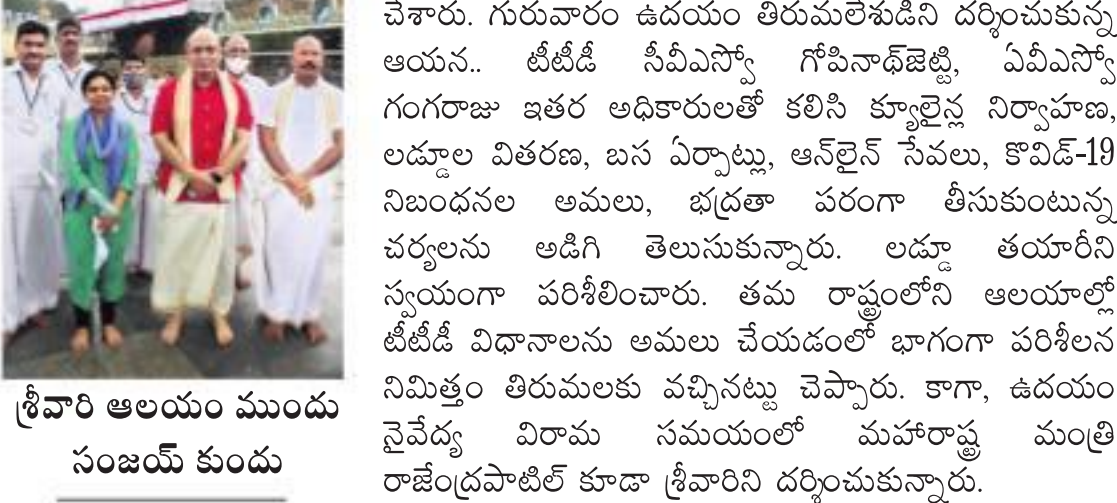 చేశారు. గురువారం ఉదయం తిరుమలేశుడిని దర్శించుకున్న
ఆయన.. టీటీడీ సీవీఎస్వో గోపినాథ్‌జెట్టి, ఏవీఎస్వో
గంగరాజు ఇతర అధికారులతో కలిసి క్యూలైన్ల నిర్వాహణ,
లడ్డూల వితరణ, బస ఏర్పాట్లు, ఆన్‌లైన్ సేవలు, కొవిడ్-19
నిబంధనల అమలు, భద్రతా పరంగా తీసుకుంటున్న
చర్యలను అడిగి తెలుసుకున్నారు. లడ్డూ తయారీని
స్వయంగా పరిశీలించారు. తమ రాష్ట్రంలోని ఆలయాల్లో
టీటీడీ విధానాలను అమలు చేయడంలో భాగంగా పరిశీలన
నిమిత్తం తిరుమలకు వచ్చినట్టు చెప్పారు. కాగా, ఉదయం
నైవేద్య విరామ సమయంలో మహారాష్ట్ర మంత్రి
రాజేంద్రపాటిల్ కూడా శ్రీవారిని దర్శించుకున్నారు.
శ్రీవారి ఆలయం ముందు
సంజయ్ కుందు